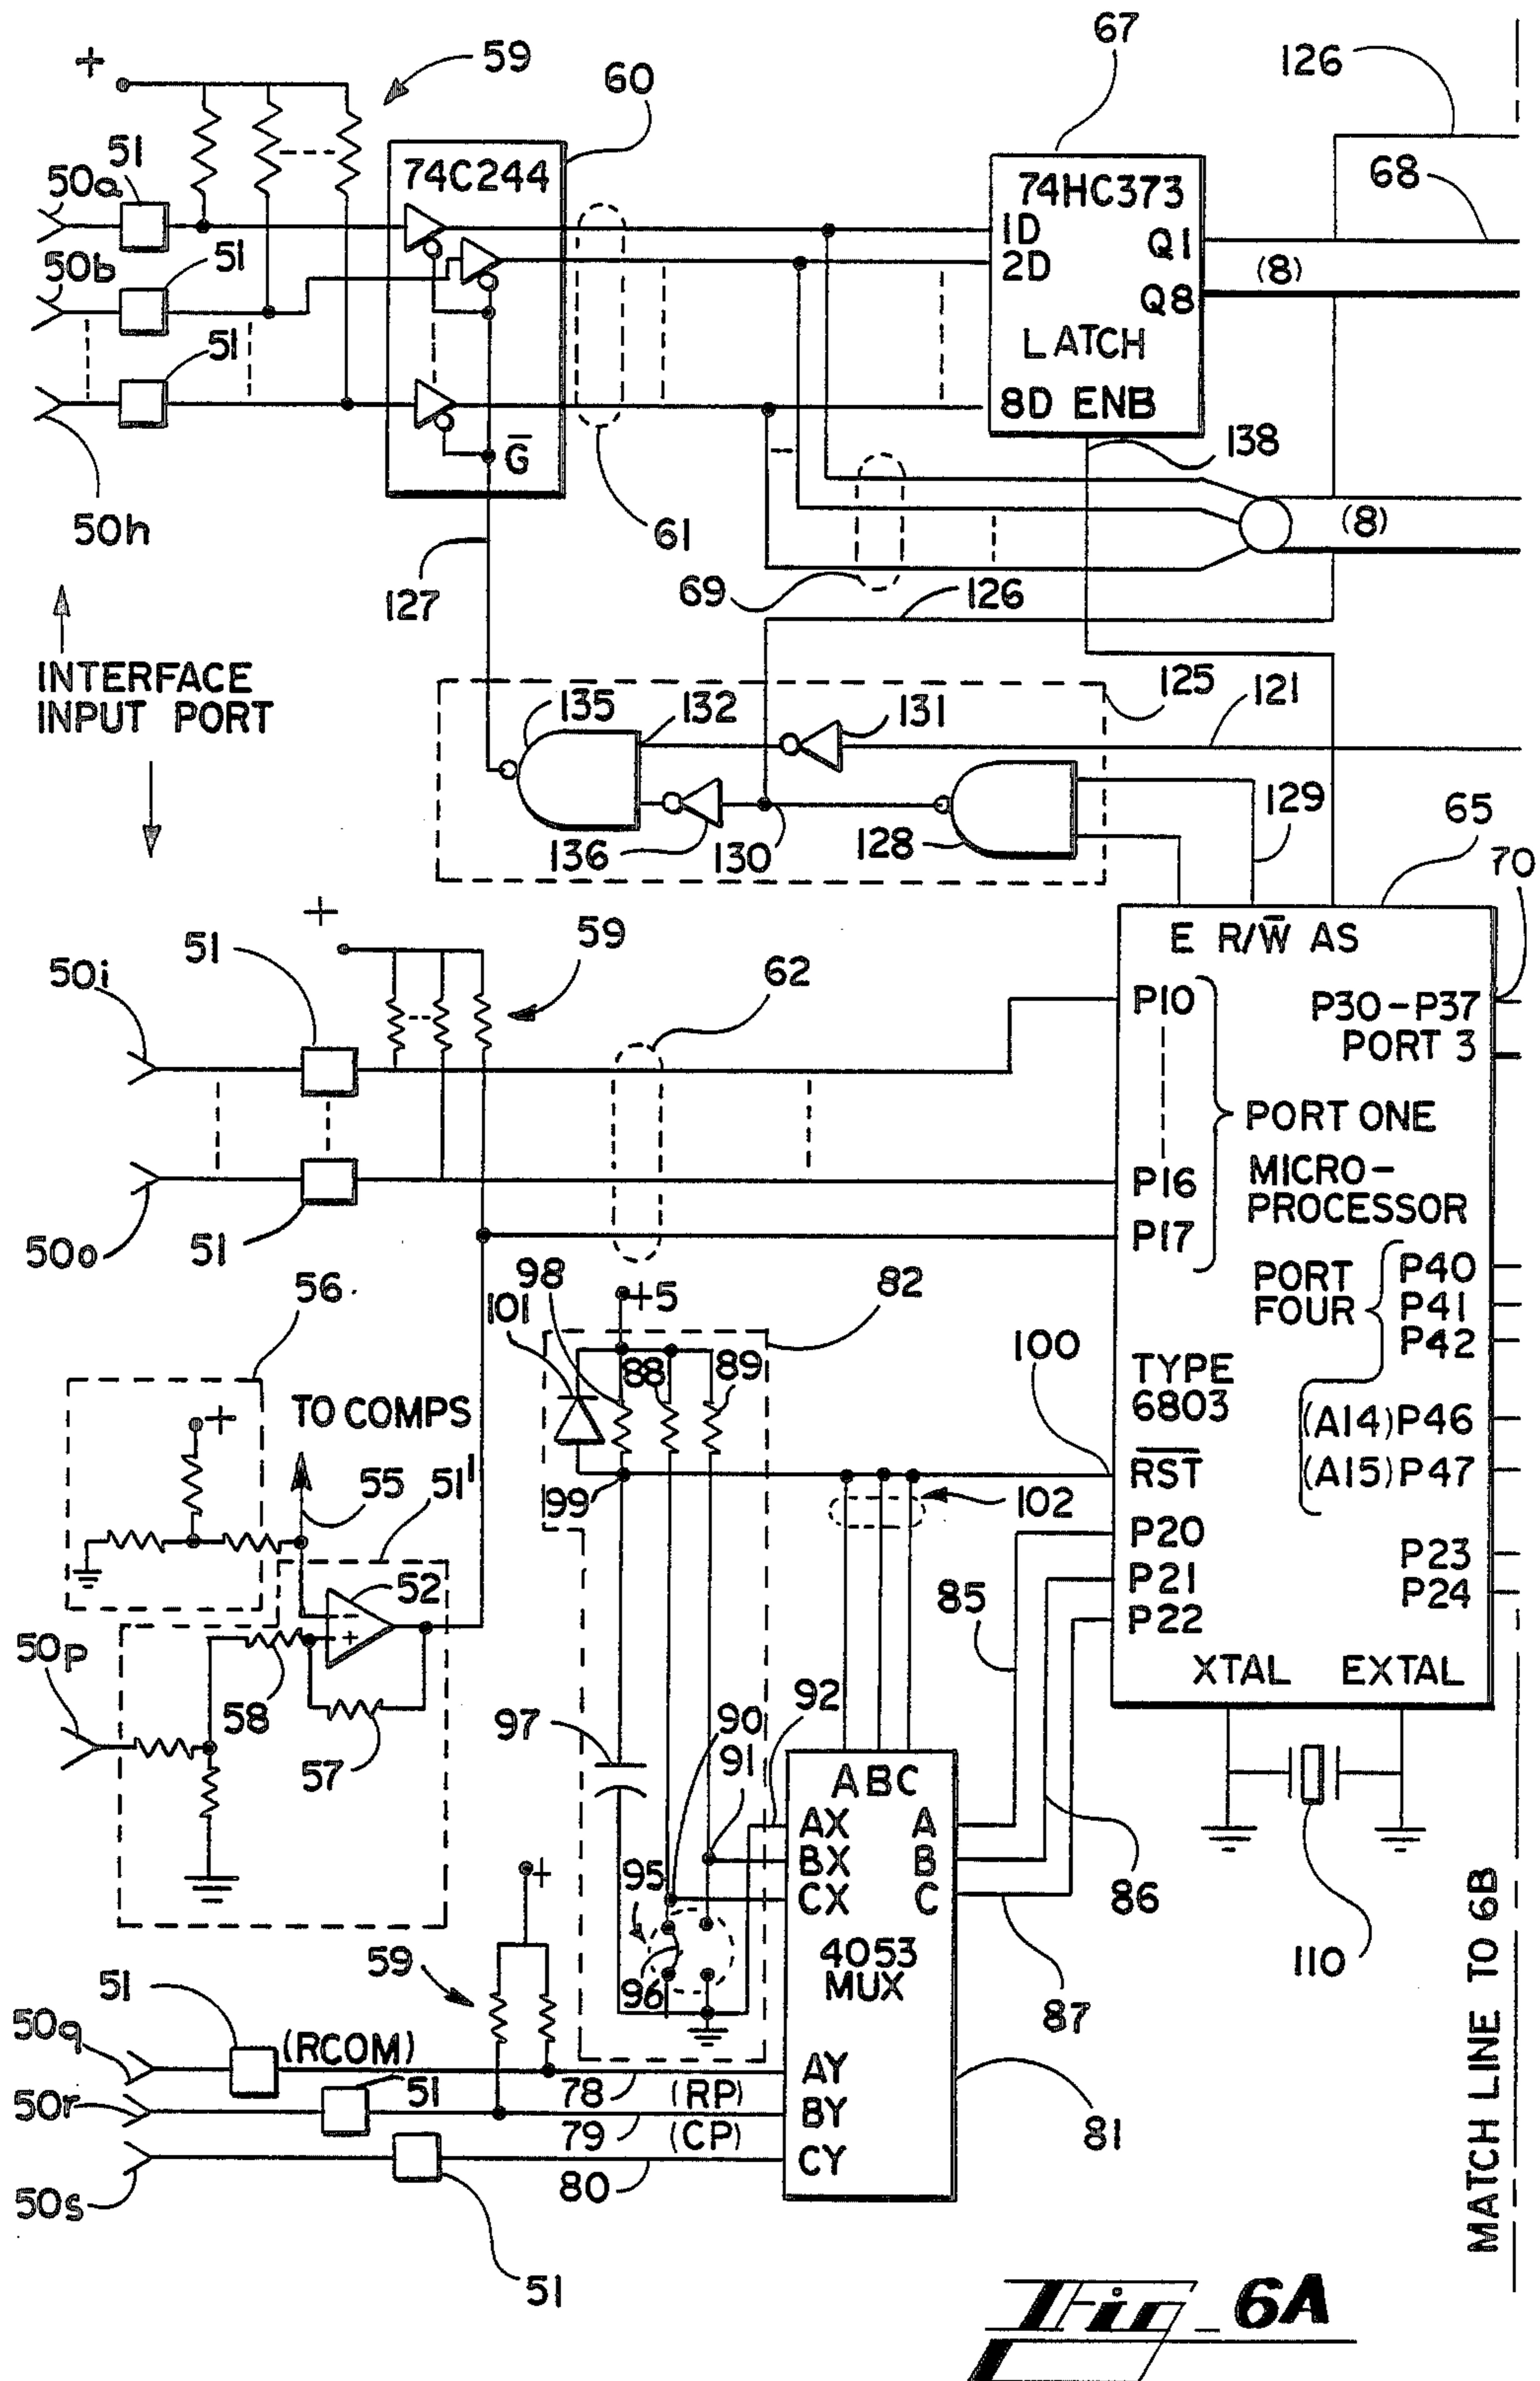 67
126
+
59
60
68
51
50a
74C244
74HC373
1D
Q1
2D
(8)
50b
51
Q8
LATCH
51
8D ENB
G̅
138
50h
61
(8)
127
69
126
INTERFACE
INPUT PORT
135
132
131
125
121
136
130
128
129
65
70
+
59
51
62
50i
E R/W̅ AS
P10
P30-P37
PORT 3
PORT ONE
P16
MICRO-
PROCESSOR
50o
51
P17
PORT
FOUR
P40
P41
P42
56
98
101
+5
82
88
89
100
TYPE
6803
+
TO COMPS
(A14)P46
R̅S̅T̅
(A15)P47
55
51'
99
102
P20
P23
P21
P24
P22
52
-
+
85
50p
58
57
XTAL EXTAL
97
90
92
91
ABC
AX A
BX B
CX C
86
95
+
96
4053
MUX
87
110
59
51
50q
(RCOM)
AY
78 (RP)
50r
51
BY
79 (CP)
81
CY
80
50s
51
MATCH LINE TO 6B
Fig_6A